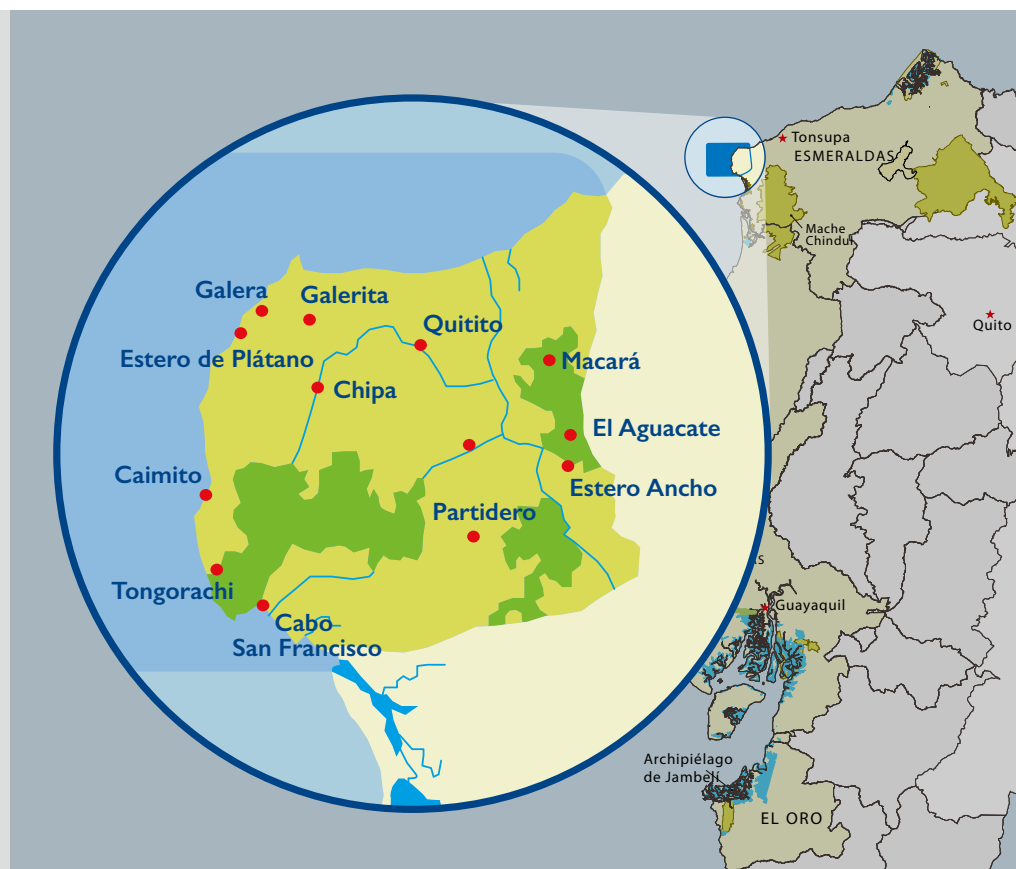 Tonsupa
ESMERALDAS
Mache
Chindul
Quito
Galera
Galerita
Quitito
Estero de Plátano
Macará
Chipa
El Aguacate
Caimito
Estero Ancho
Partidero
Tongorachi
Cabo
San Francisco
Guayaquil
Archipiélago
de Jambelí
EL ORO